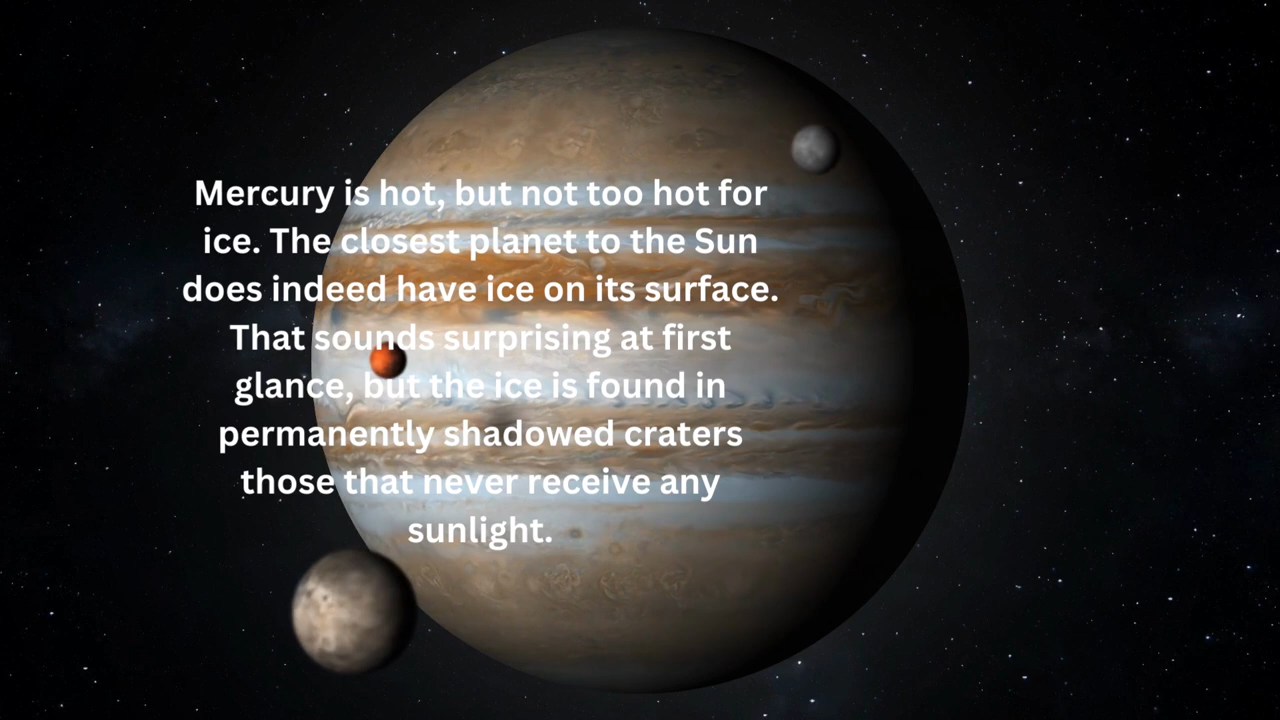 Mercury is hot, but not too hot for
ice. The closest planet to the Sun
does indeed have ice on its surface.
That sounds surprising at first
glance, but the ice is found in
permanently shadowed craters
those that never receive any
sunlight.